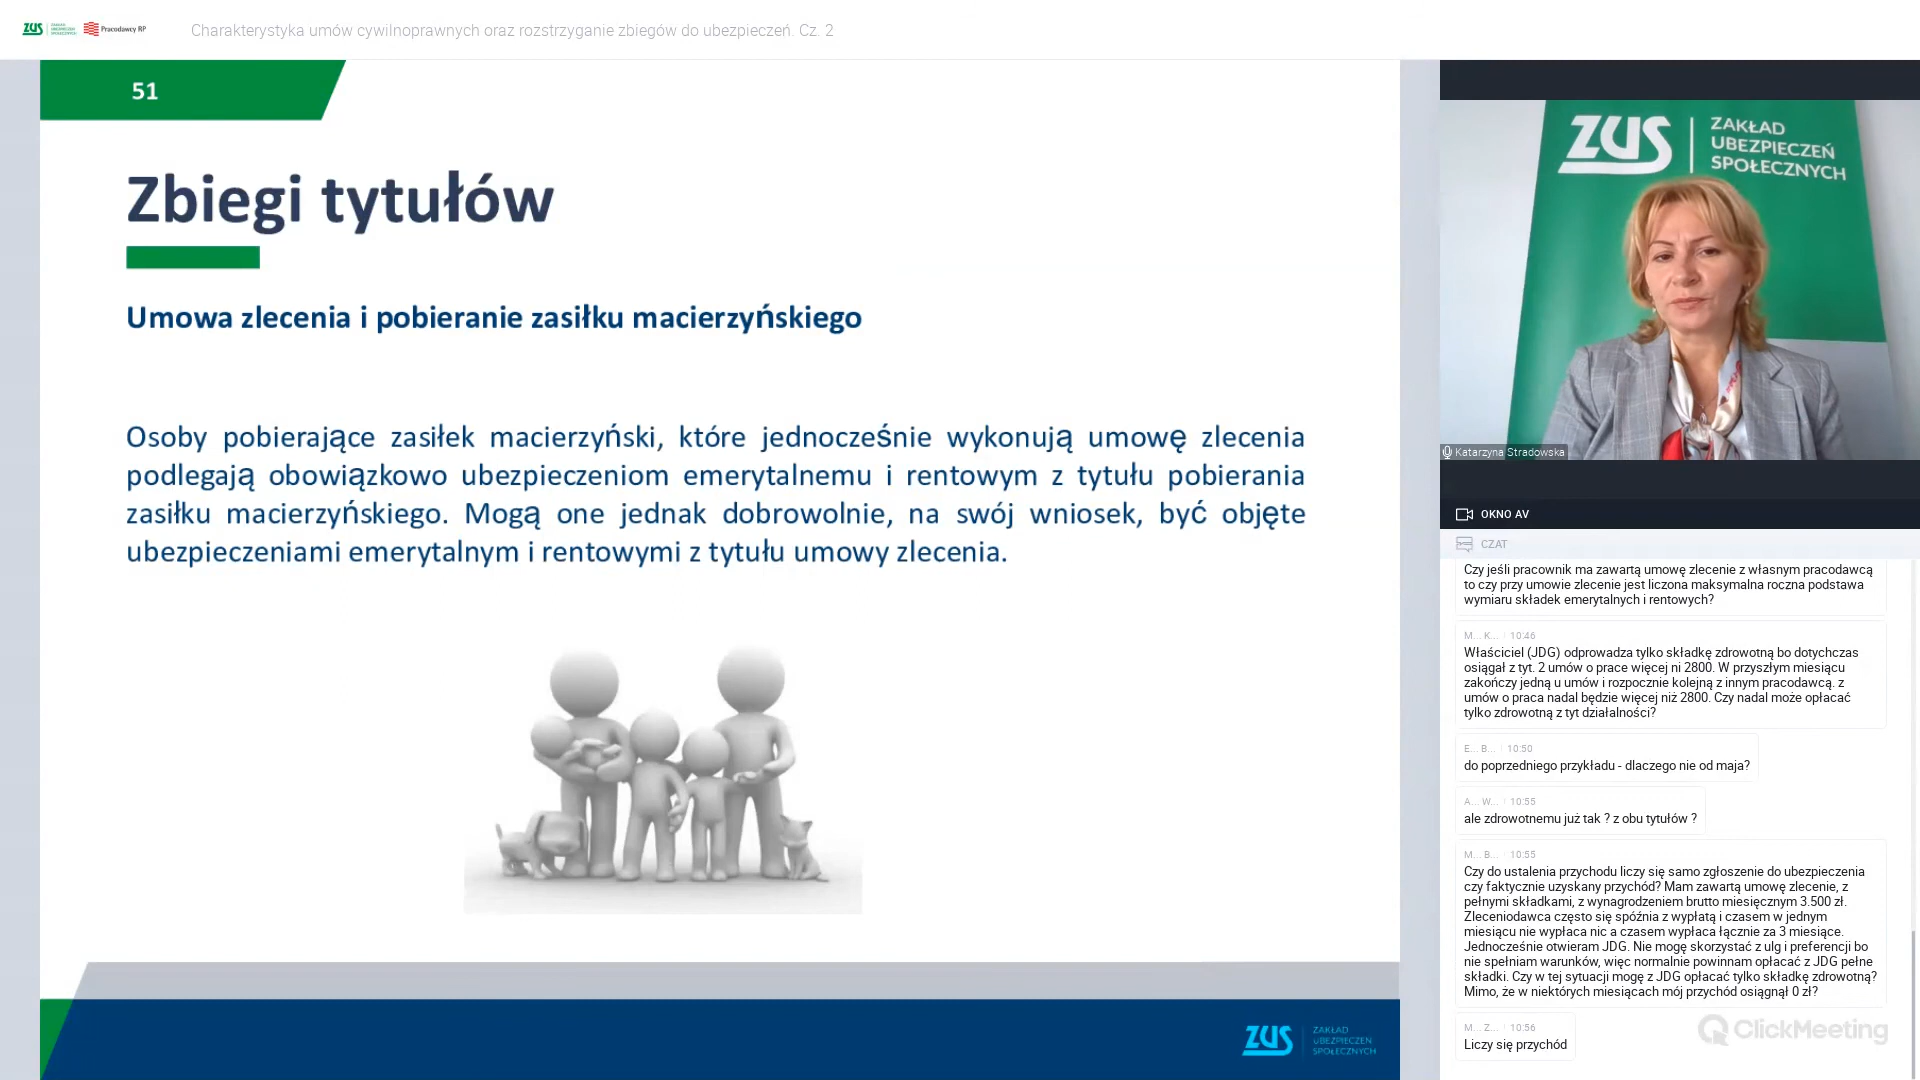 ZUS ZAKŁAD UBEZPIECZEŃ SPOŁECZNYCH Pracodawcy RP
Charakterystyka umów cywilnoprawnych oraz rozstrzyganie zbiegów do ubezpieczeń. Cz. 2
51
Zbiegi tytułów
Umowa zlecenia i pobieranie zasiłku macierzyńskiego
Osoby pobierające zasiłek macierzyński, które jednocześnie wykonują umowę zlecenia
podlegają obowiązkowo ubezpieczeniom emerytalnemu i rentowym z tytułu pobierania
zasiłku macierzyńskiego. Mogą one jednak dobrowolnie, na swój wniosek, być objęte
ubezpieczeniami emerytalnym i rentowymi z tytułu umowy zlecenia.
ZUS
ZAKŁAD
UBEZPIECZEŃ
SPOŁECZNYCH
ZUS
ZAKŁAD
UBEZPIECZEŃ
SPOŁECZNYCH
Katarzyna Stradowska
OKNO AV
CZAT
Czy jeśli pracownik ma zawartą umowę zlecenie z własnym pracodawcą
to czy przy umowie zlecenie jest liczona maksymalna roczna podstawa
wymiaru składek emerytalnych i rentowych?
M... K... 10:46
Właściciel (JDG) odprowadza tylko składkę zdrowotną bo dotychczas
osiągał z tyt. 2 umów o prace więcej ni 2800. W przyszłym miesiącu
zakończy jedną u umów i rozpocznie kolejną z innym pracodawcą. z
umów o praca nadal będzie więcej niż 2800. Czy nadal może opłacać
tylko zdrowotną z tyt działalności?
E... B... 10:50
do poprzedniego przykładu - dlaczego nie od maja?
A... W... 10:55
ale zdrowotnemu już tak ? z obu tytułów ?
M... B... 10:55
Czy do ustalenia przychodu liczy się samo zgłoszenie do ubezpieczenia
czy faktycznie uzyskany przychód? Mam zawartą umowę zlecenie, z
pełnymi składkami, z wynagrodzeniem brutto miesięcznym 3.500 zł.
Zleceniodawca często się spóźnia z wypłatą i czasem w jednym
miesiącu nie wypłaca nic a czasem wypłaca łącznie za 3 miesiące.
Jednocześnie otwieram JDG. Nie mogę skorzystać z ulg i preferencji bo
nie spełniam warunków, więc normalnie powinnam opłacać z JDG pełne
składki. Czy w tej sytuacji mogę z JDG opłacać tylko składkę zdrowotną?
Mimo, że w niektórych miesiącach mój przychód osiągnął 0 zł?
M... Z... 10:56
Liczy się przychód
ClickMeeting